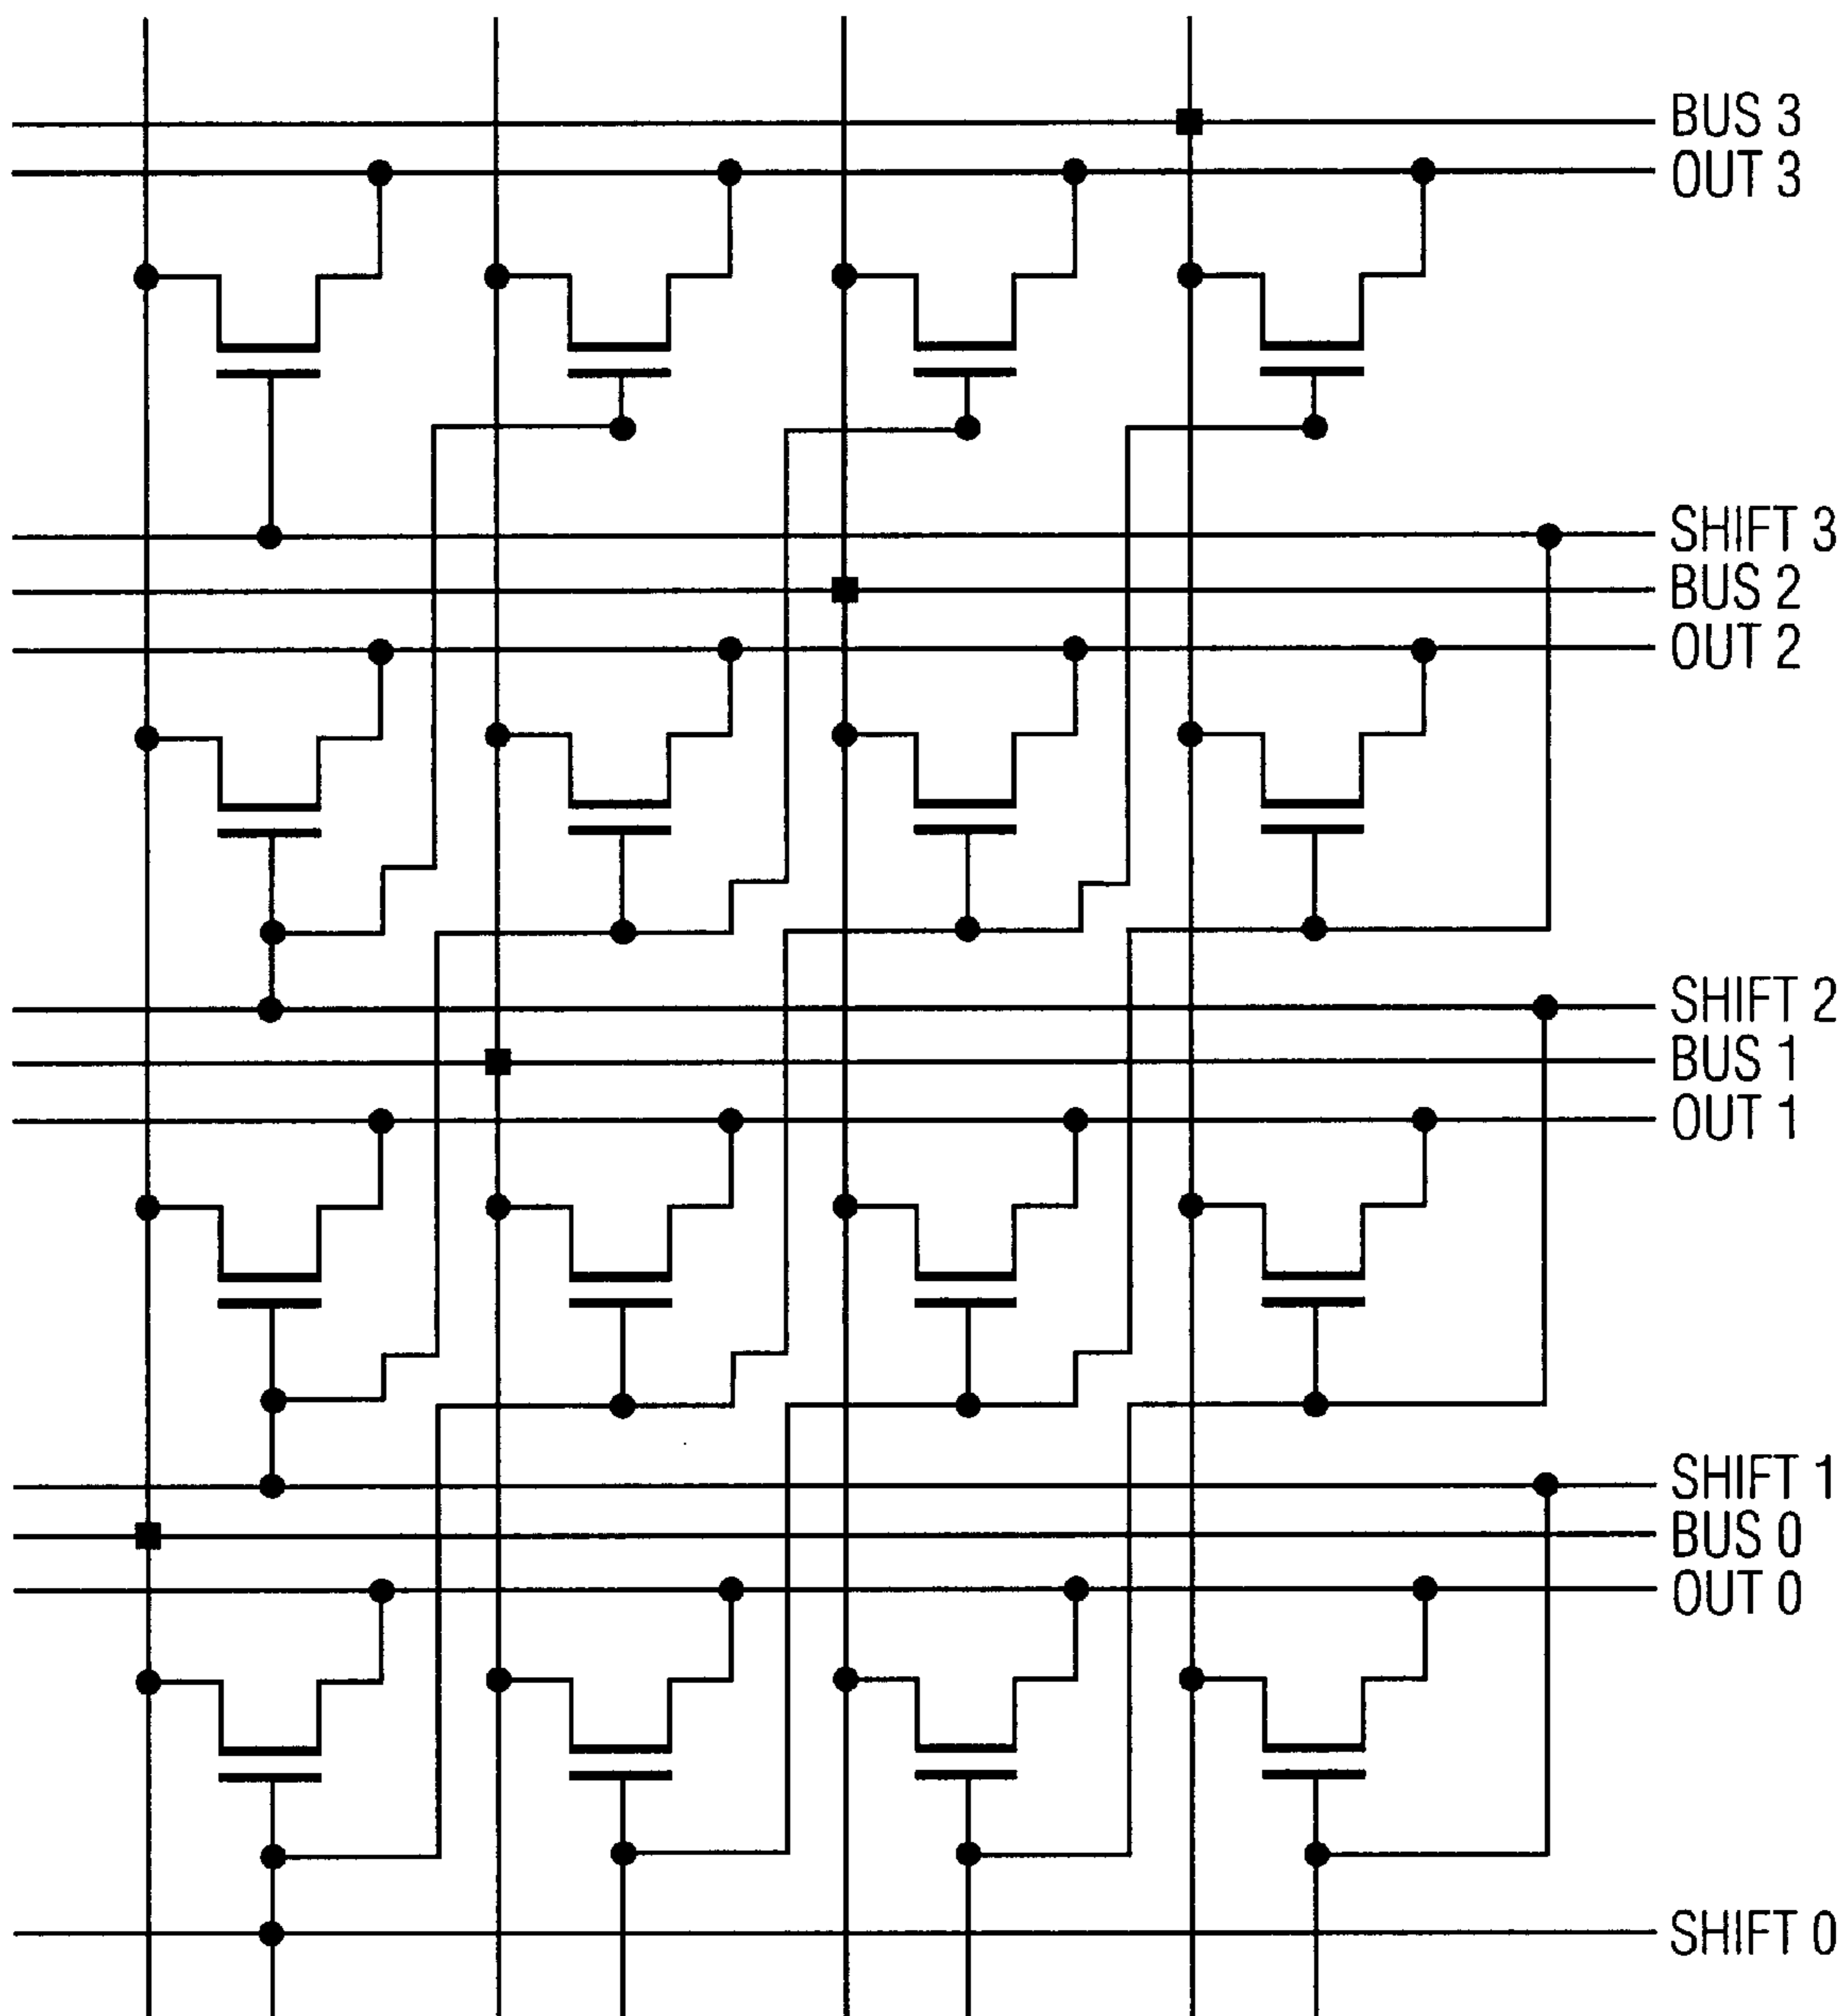 BUS 3
OUT 3
SHIFT 3
BUS 2
OUT 2
SHIFT 2
BUS 1
OUT 1
SHIFT 1
BUS 0
OUT 0
SHIFT 0